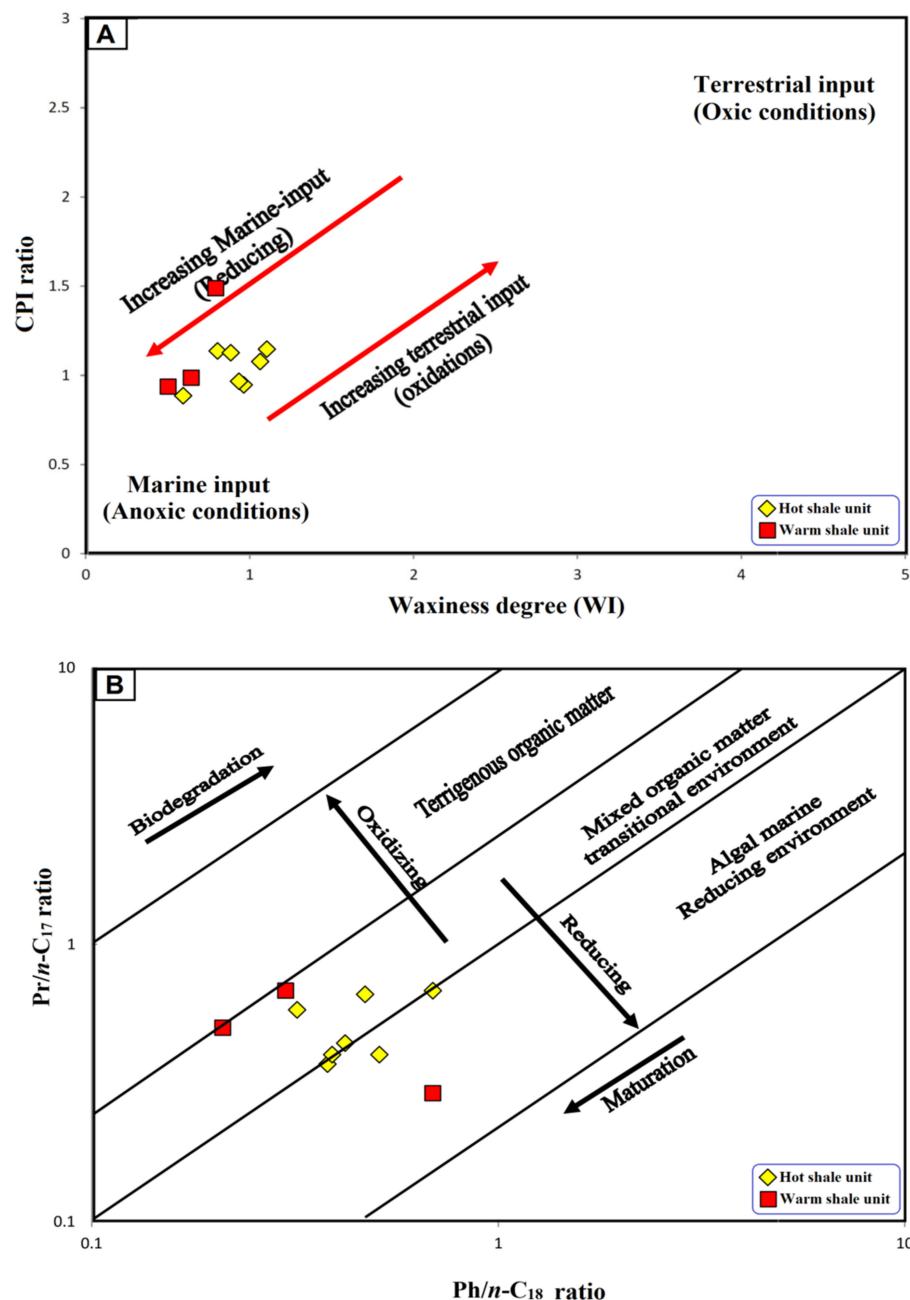 A
3
2.5
2
1.5
1
0.5
0
CPI ratio
Terrestrial input
(Oxic conditions)
Increasing Marine-input
(Reducing)
Increasing terrestrial input
(oxidations)
Marine input
(Anoxic conditions)
Hot shale unit
Warm shale unit
0
1
2
3
4
5
Waxiness degree (WI)
B
10
1
0.1
Pr/n-C17 ratio
Biodegradation
Oxidizing
Terrigenous organic matter
Mixed organic matter
transitional environment
Algal marine
Reducing environment
Reducing
Maturation
Hot shale unit
Warm shale unit
0.1
1
10
Ph/n-C18 ratio